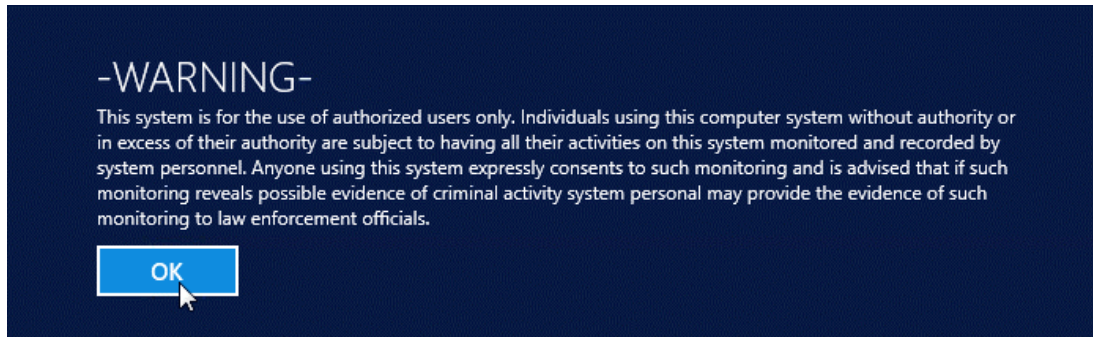 -WARNING-
This system is for the use of authorized users only. Individuals using this computer system without authority or
in excess of their authority are subject to having all their activities on this system monitored and recorded by
system personnel. Anyone using this system expressly consents to such monitoring and is advised that if such
monitoring reveals possible evidence of criminal activity system personal may provide the evidence of such
monitoring to law enforcement officials.
OK